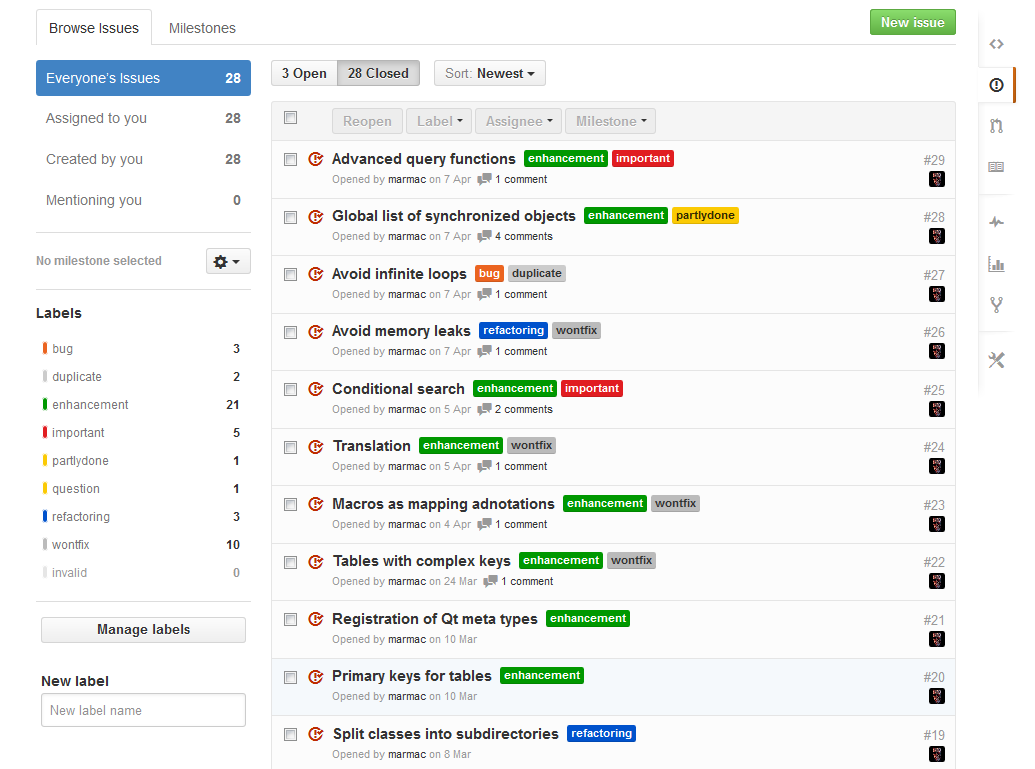 Browse Issues
Milestones
New issue
Everyone's Issues 28
Assigned to you 28
Created by you 28
Mentioning you 0
No milestone selected
Labels
bug 3
duplicate 2
enhancement 21
important 5
partlydone 1
question 1
refactoring 3
wontfix 10
invalid 0
Manage labels
New label
New label name
3 Open 28 Closed Sort: Newest
Reopen Label Assignee Milestone
Advanced query functions enhancement important #29
Opened by marmac on 7 Apr 1 comment
Global list of synchronized objects enhancement partlydone #28
Opened by marmac on 7 Apr 4 comments
Avoid infinite loops bug duplicate #27
Opened by marmac on 7 Apr 1 comment
Avoid memory leaks refactoring wontfix #26
Opened by marmac on 7 Apr 1 comment
Conditional search enhancement important #25
Opened by marmac on 5 Apr 2 comments
Translation enhancement wontfix #24
Opened by marmac on 5 Apr 1 comment
Macros as mapping adnotations enhancement wontfix #23
Opened by marmac on 4 Apr 1 comment
Tables with complex keys enhancement wontfix #22
Opened by marmac on 24 Mar 1 comment
Registration of Qt meta types enhancement #21
Opened by marmac on 10 Mar
Primary keys for tables enhancement #20
Opened by marmac on 10 Mar
Split classes into subdirectories refactoring #19
Opened by marmac on 8 Mar